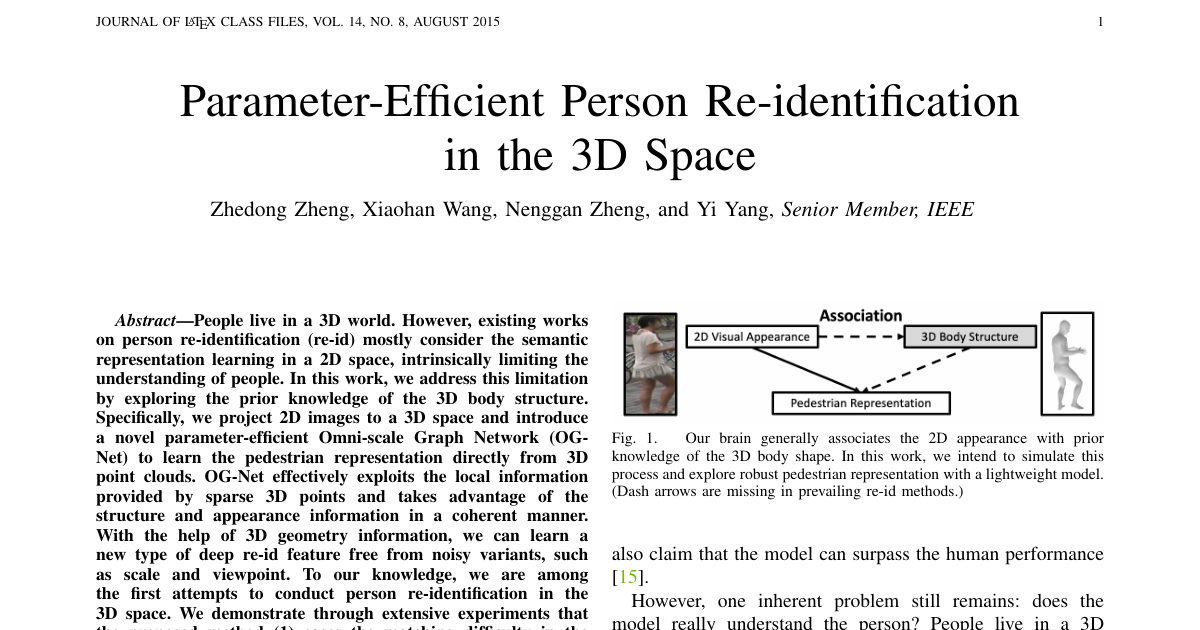 JOURNAL OF LATEX CLASS FILES, VOL. 14, NO. 8, AUGUST 2015
1
Parameter-Efficient Person Re-identification
in the 3D Space
Zhedong Zheng, Xiaohan Wang, Nenggan Zheng, and Yi Yang, Senior Member, IEEE
Abstract—People live in a 3D world. However, existing works
on person re-identification (re-id) mostly consider the semantic
representation learning in a 2D space, intrinsically limiting the
understanding of people. In this work, we address this limitation
by exploring the prior knowledge of the 3D body structure.
Specifically, we project 2D images to a 3D space and introduce
a novel parameter-efficient Omni-scale Graph Network (OG-
Net) to learn the pedestrian representation directly from 3D
point clouds. OG-Net effectively exploits the local information
provided by sparse 3D points and takes advantage of the
structure and appearance information in a coherent manner.
With the help of 3D geometry information, we can learn a
new type of deep re-id feature free from noisy variants, such
as scale and viewpoint. To our knowledge, we are among
the first attempts to conduct person re-identification in the
3D space. We demonstrate through extensive experiments that
the proposed method (1) eases the matching difficulty in the
Association
2D Visual Appearance
3D Body Structure
Pedestrian Representation
Fig. 1. Our brain generally associates the 2D appearance with prior
knowledge of the 3D body shape. In this work, we intend to simulate this
process and explore robust pedestrian representation with a lightweight model.
(Dash arrows are missing in prevailing re-id methods.)
also claim that the model can surpass the human performance
[15].
However, one inherent problem still remains: does the
model really understand the person? People live in a 3D